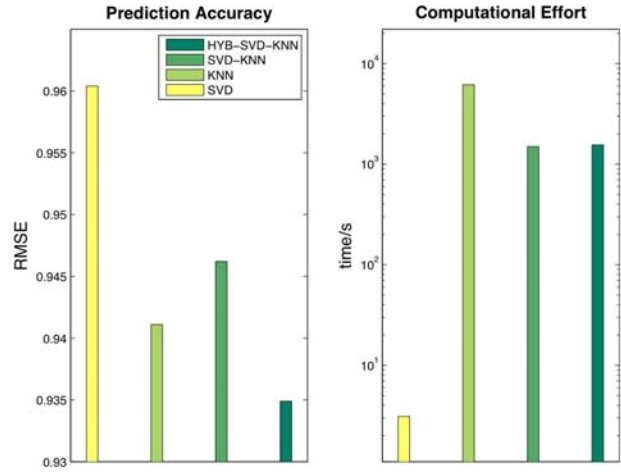 Prediction Accuracy
HYB-SVD-KNN
SVD-KNN
KNN
SVD
0.96
0.955
0.95
0.945
0.94
0.935
0.93
RMSE
Computational Effort
10^4
10^3
10^2
10^1
time/s